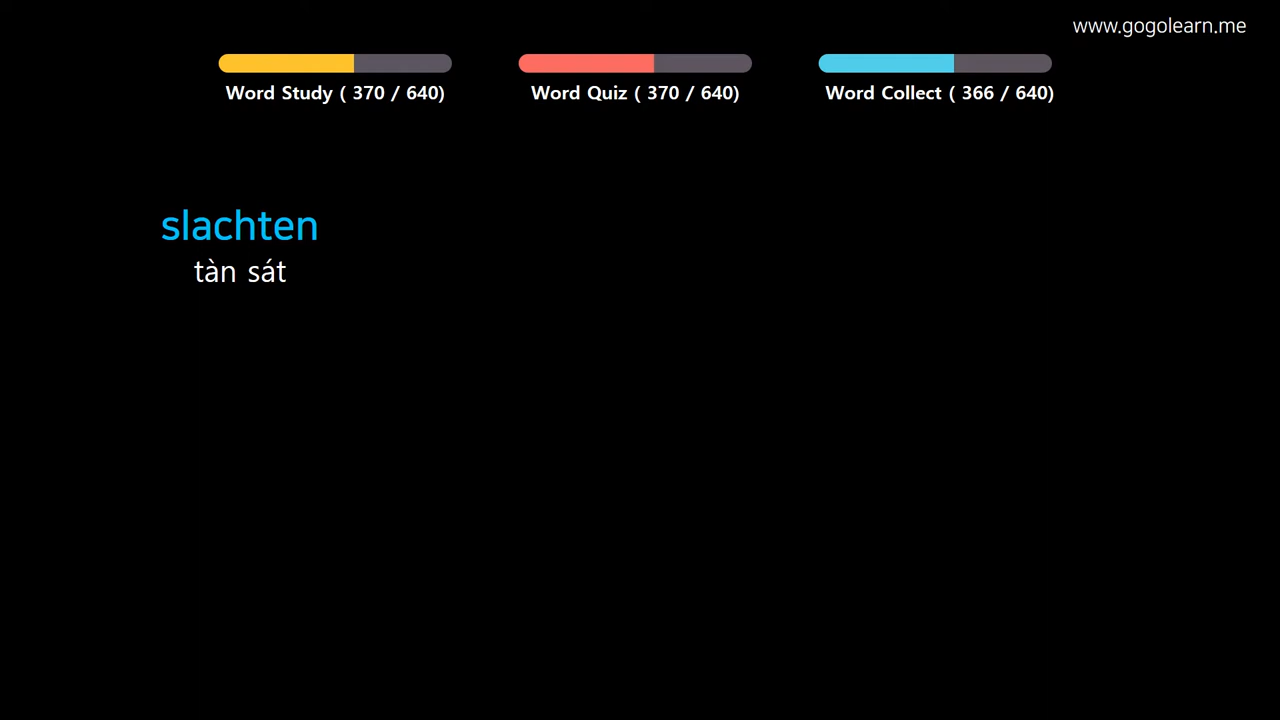 www.gogolearn.me
Word Study ( 370 / 640)
Word Quiz ( 370 / 640)
Word Collect ( 366 / 640)
slachten
tàn sát